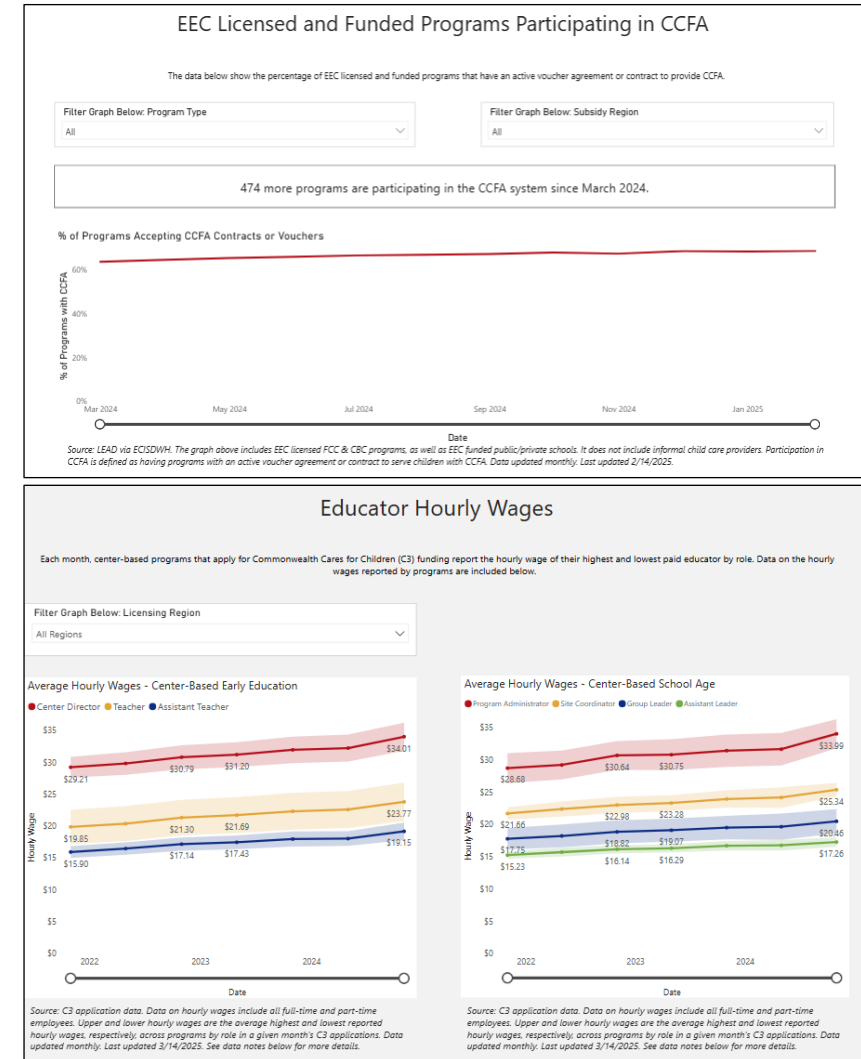 EEC Licensed and Funded Programs Participating in CCFA
The data below show the percentage of EEC licensed and funded programs that have an active voucher agreement or contract to provide CCFA.
Filter Graph Below: Program Type
All
Filter Graph Below: Subsidy Region
All
474 more programs are participating in the CCFA system since March 2024.
% of Programs Accepting CCFA Contracts or Vouchers
% of Programs with CCFA
60%
40%
20%
0%
Mar 2024 May 2024 Jul 2024 Sep 2024 Nov 2024 Jan 2025
Date
Source: LEAD via ECISDWH. The graph above includes EEC licensed FCC & CBC programs, as well as EEC funded public/private schools. It does not include informal child care providers. Participation in
CCFA is defined as having programs with an active voucher agreement or contract to serve children with CCFA. Data updated monthly. Last updated 2/14/2025.
Educator Hourly Wages
Each month, center-based programs that apply for Commonwealth Cares for Children (C3) funding report the hourly wage of their highest and lowest paid educator by role. Data on the hourly
wages reported by programs are included below.
Filter Graph Below: Licensing Region
All Regions
Average Hourly Wages - Center-Based Early Education
Center Director Teacher Assistant Teacher
Hourly Wage
$35
$30
$25
$20
$15
$10
$5
$0
$29.21 $30.79 $31.20 $34.01
$19.85 $21.30 $21.69 $23.77
$15.90 $17.14 $17.43 $19.15
2022 2023 2024
Date
Source: C3 application data. Data on hourly wages include all full-time and part-time
employees. Upper and lower hourly wages are the average highest and lowest reported
hourly wages, respectively, across programs by role in a given month's C3 applications. Data
updated monthly. Last updated 3/14/2025. See data notes below for more details.
Average Hourly Wages - Center-Based School Age
Program Administrator Site Coordinator Group Leader Assistant Leader
Hourly Wage
$35
$30
$25
$20
$15
$10
$5
$0
$28.68 $30.64 $30.75 $33.99
$21.66 $22.98 $23.28 $25.34
$17.75 $18.82 $19.07 $20.46
$15.23 $16.14 $16.29 $17.26
2022 2023 2024
Date
Source: C3 application data. Data on hourly wages include all full-time and part-time
employees. Upper and lower hourly wages are the average highest and lowest reported
hourly wages, respectively, across programs by role in a given month's C3 applications. Data
updated monthly. Last updated 3/14/2025. See data notes below for more details.